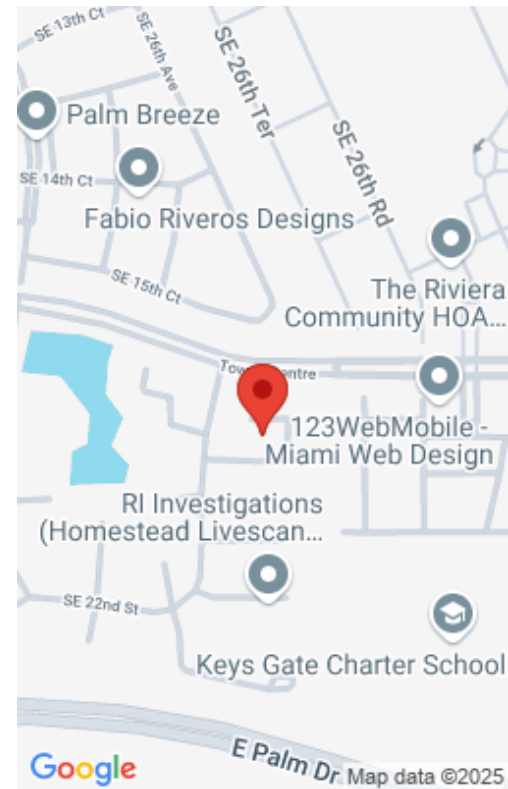 SE 13th Ct
SE 26th Ave
SE 26th Ter
Palm Breeze
SE 26th Rd
SE 14th Ct
Fabio Riveros Designs
SE 15th Ct
The Riviera
Community HOA...
123WebMobile -
Miami Web Design
RI Investigations
(Homestead Livescan...
SE 22nd St
Keys Gate Charter School
E Palm Dr
Google
Map data ©2025